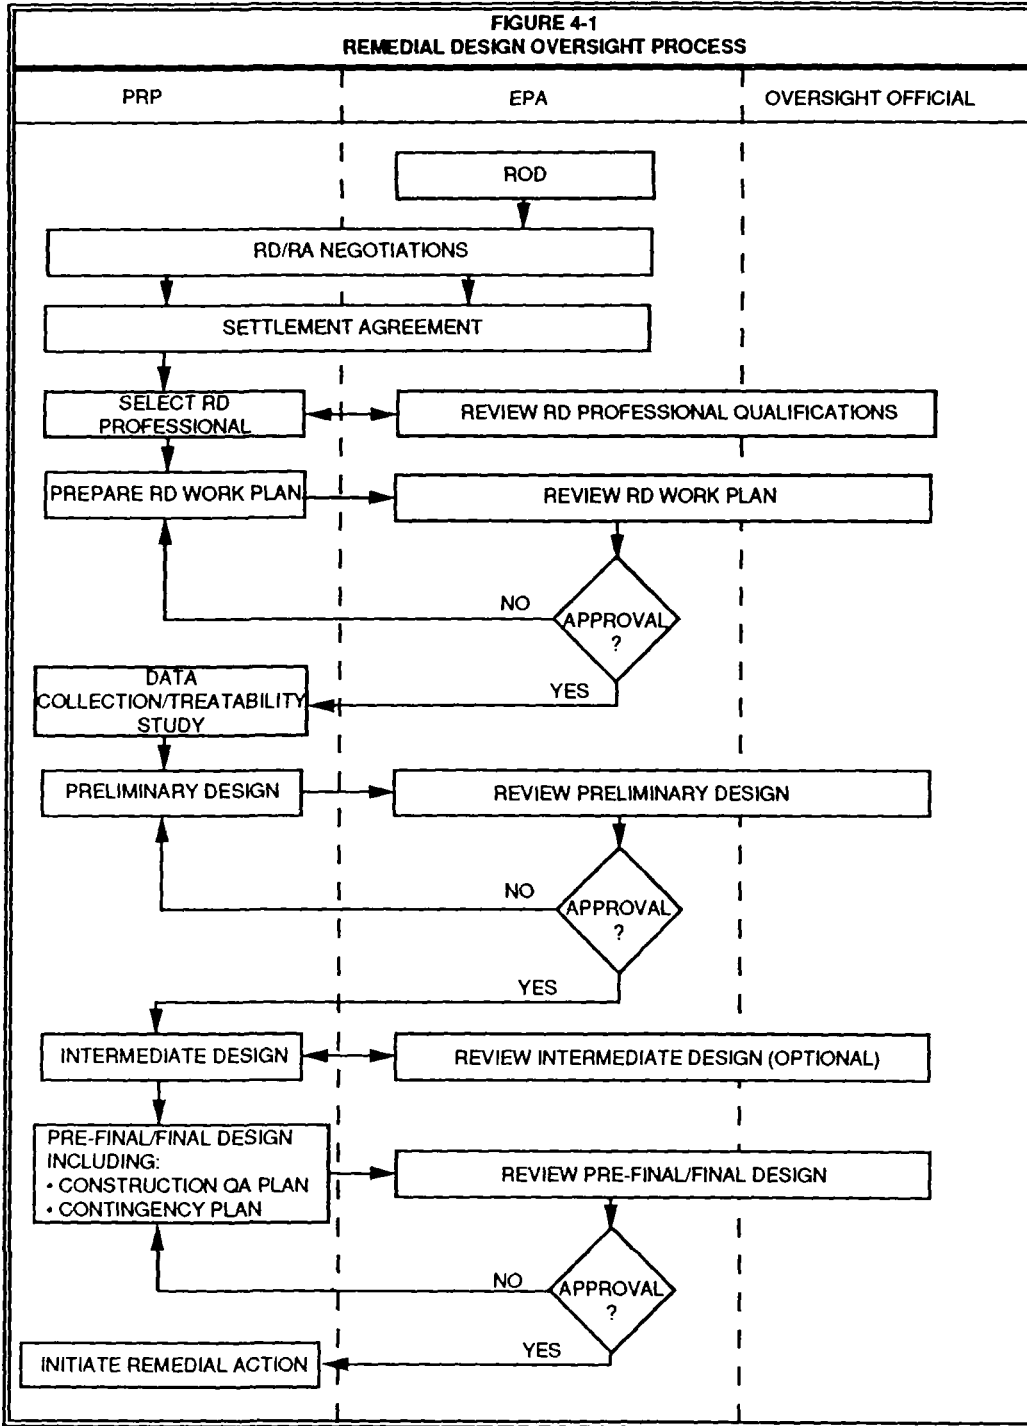 FIGURE 4-1
REMEDIAL DESIGN OVERSIGHT PROCESS
PRP
EPA
OVERSIGHT OFFICIAL
ROD
RD/RA NEGOTIATIONS
SETTLEMENT AGREEMENT
SELECT RD
PROFESSIONAL
REVIEW RD PROFESSIONAL QUALIFICATIONS
PREPARE RD WORK PLAN
REVIEW RD WORK PLAN
NO
APPROVAL
?
YES
DATA
COLLECTION/TREATABILITY
STUDY
PRELIMINARY DESIGN
REVIEW PRELIMINARY DESIGN
NO
APPROVAL
?
YES
INTERMEDIATE DESIGN
REVIEW INTERMEDIATE DESIGN (OPTIONAL)
PRE-FINAL/FINAL DESIGN
INCLUDING:
• CONSTRUCTION QA PLAN
• CONTINGENCY PLAN
REVIEW PRE-FINAL/FINAL DESIGN
NO
APPROVAL
?
YES
INITIATE REMEDIAL ACTION